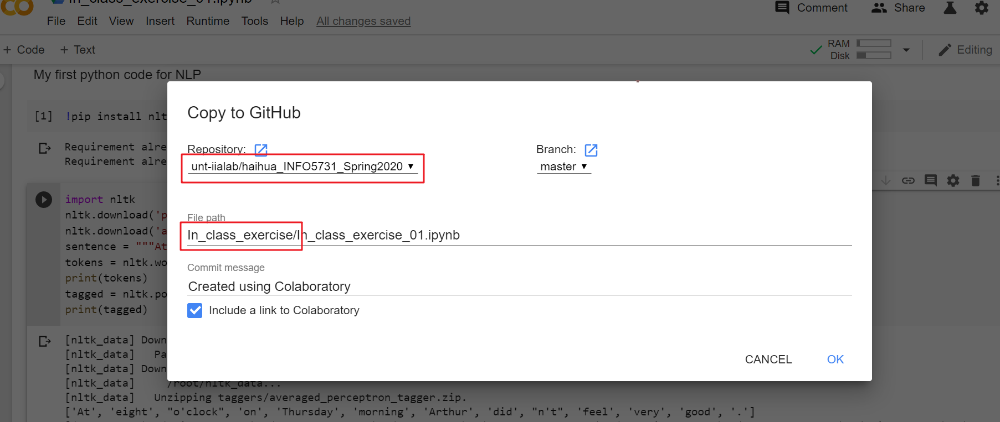 In_class_exercise_01.ipynb
Comment Share
File Edit View Insert Runtime Tools Help All changes saved
+ Code + Text
RAM
Disk
Editing
My first python code for NLP
[1] !pip install nlt
Requirement alre
Requirement alre
Copy to GitHub
Repository: Branch:
unt-iialab/haihua_INFO5731_Spring2020 ▼ master ▼
File path
In_class_exercise/In_class_exercise_01.ipynb
Commit message
Created using Colaboratory
Include a link to Colaboratory
CANCEL OK
import nltk
nltk.download('p
nltk.download('a
sentence = """At
tokens = nltk.wo
print(tokens)
tagged = nltk.po
print(tagged)
[nltk_data] Down
[nltk_data] Pa
[nltk_data] Down
[nltk_data] /root/nltk_data...
[nltk_data] Unzipping taggers/averaged_perceptron_tagger.zip.
['At', 'eight', "o'clock", 'on', 'Thursday', 'morning', 'Arthur', 'did', "n't", 'feel', 'very', 'good', '.']